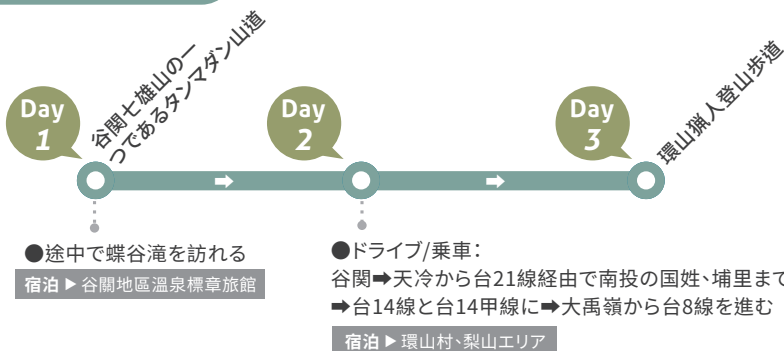 Day
1
谷関七雄山の一
つであるタンマダン山道
Day
2
Day
3
環山猟人登山歩道
●途中で蝶谷滝を訪れる
宿泊 ▶ 谷關地區溫泉標章旅館
●ドライブ/乗車：
谷関➡天冷から台21線経由で南投の国姓、埔里まで
➡台14線と台14甲線に➡大禹嶺から台8線を進む
宿泊 ▶ 環山村、梨山エリア